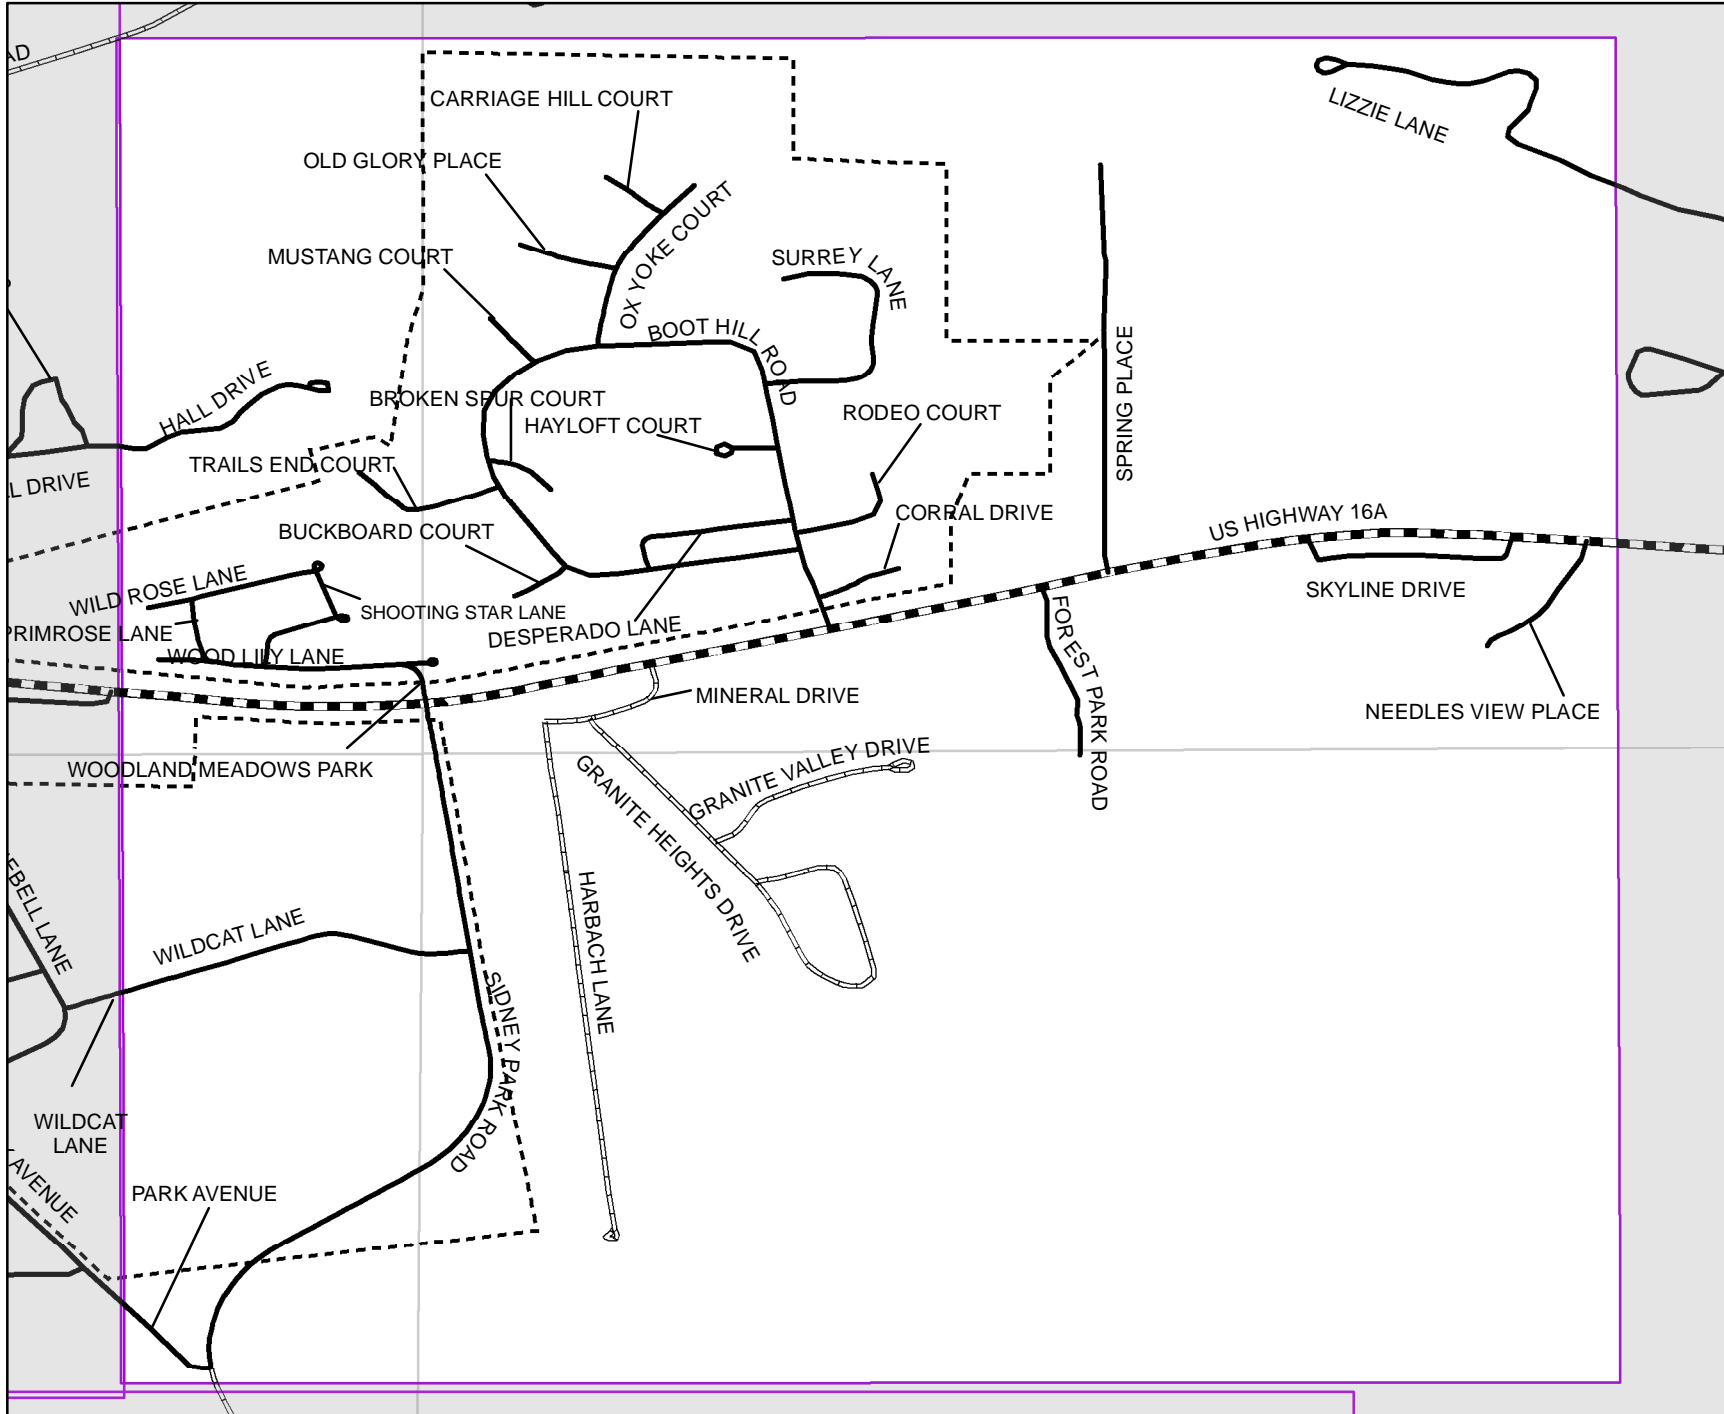 AD
CARRIAGE HILL COURT
LIZZIE LANE
OLD GLORY PLACE
OX YOKE COURT
MUSTANG COURT
SURREY LANE
BOOT HILL ROAD
SPRING PLACE
HALL DRIVE
BROKEN SPUR COURT
RODEO COURT
HAYLOFT COURT
TRAILS END COURT
L DRIVE
CORRAL DRIVE
US HIGHWAY 16A
BUCKBOARD COURT
WILD ROSE LANE
SKYLINE DRIVE
SHOOTING STAR LANE
PRIMROSE LANE
DESPERADO LANE
WOOD LILY LANE
FOREST PARK ROAD
MINERAL DRIVE
NEEDLES VIEW PLACE
GRANITE VALLEY DRIVE
WOODLAND MEADOWS PARK
GRANITE HEIGHTS DRIVE
EBELL LANE
HARBACH LANE
WILDCAT LANE
SIDNEY PARK ROAD
WILDCAT
LANE
AVENUE
PARK AVENUE